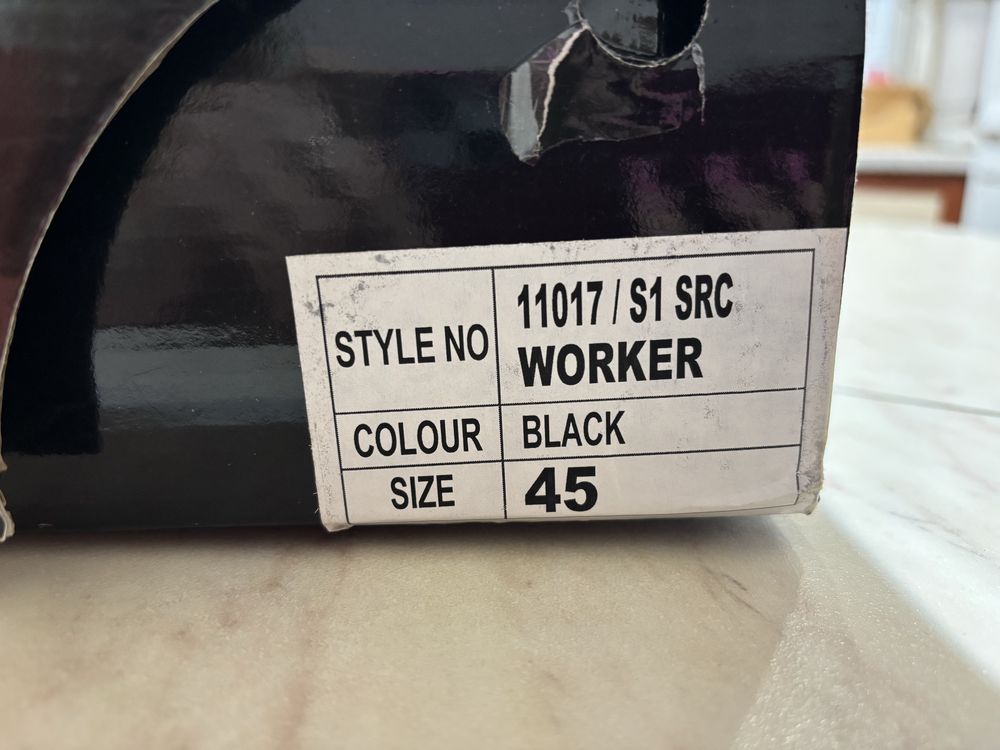 STYLE NO
11017 / S1 SRC
WORKER
COLOUR BLACK
SIZE 45